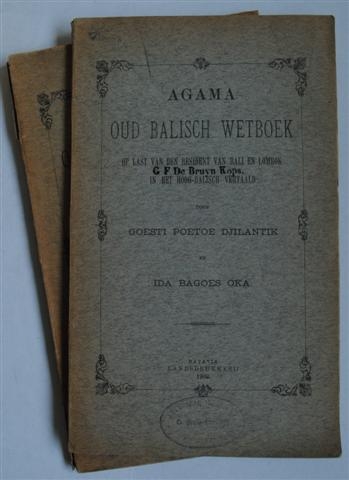 AGAMA
OUD BALISCH WETBOEK
OP LAST VAN DEN RESIDENT VAN BALI EN LOMBOK
G F De Bruyn Kops.
IN HET HOOG-BALISCH VERTAALD
DOOR
GOESTI POETOE DJILANTIK
EN
IDA BAGOES OKA
BATAVIA
LANDSDRUKKERIJ